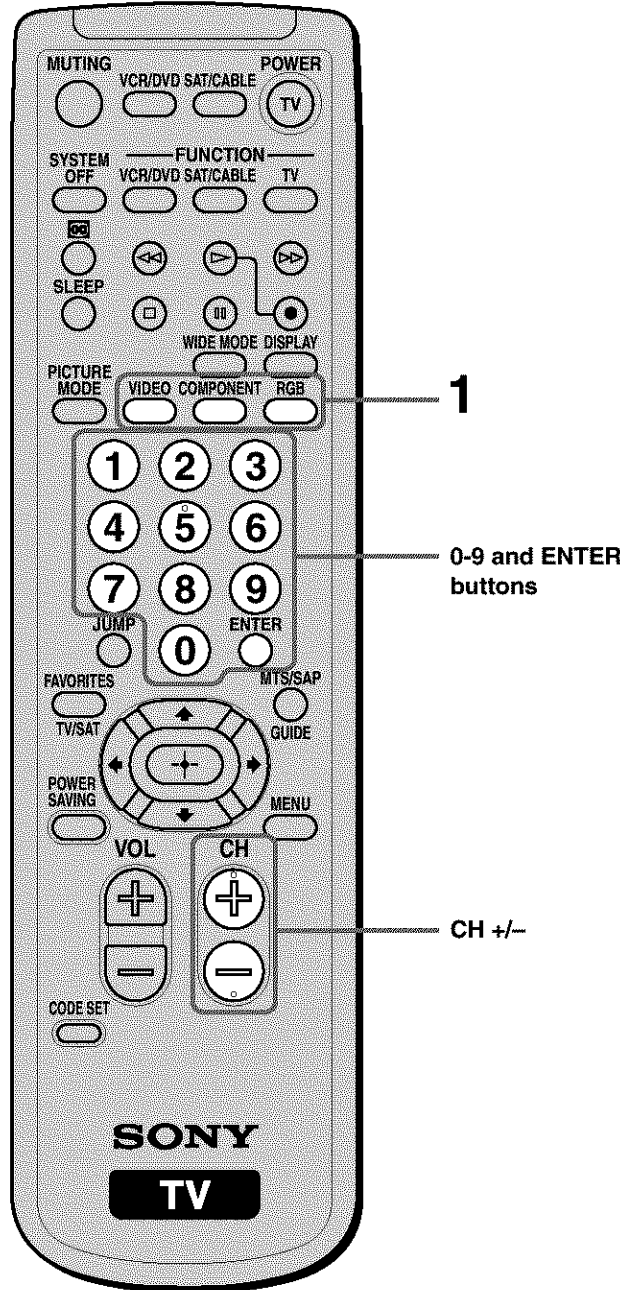 MUTING
POWER
VCR/DVD SAT/CABLE
TV
FUNCTION
SYSTEM
OFF
VCR/DVD SAT/CABLE TV
SLEEP
WIDE MODE DISPLAY
PICTURE
MODE
VIDEO COMPONENT RGB
1
1 2 3
4 5 6
0-9 and ENTER
buttons
7 8 9
JUMP
0
ENTER
FAVORITES
MTS/SAP
TV/SAT
GUIDE
POWER
SAVING
MENU
VOL
CH
CH +/–
CODE SET
SONY
TV